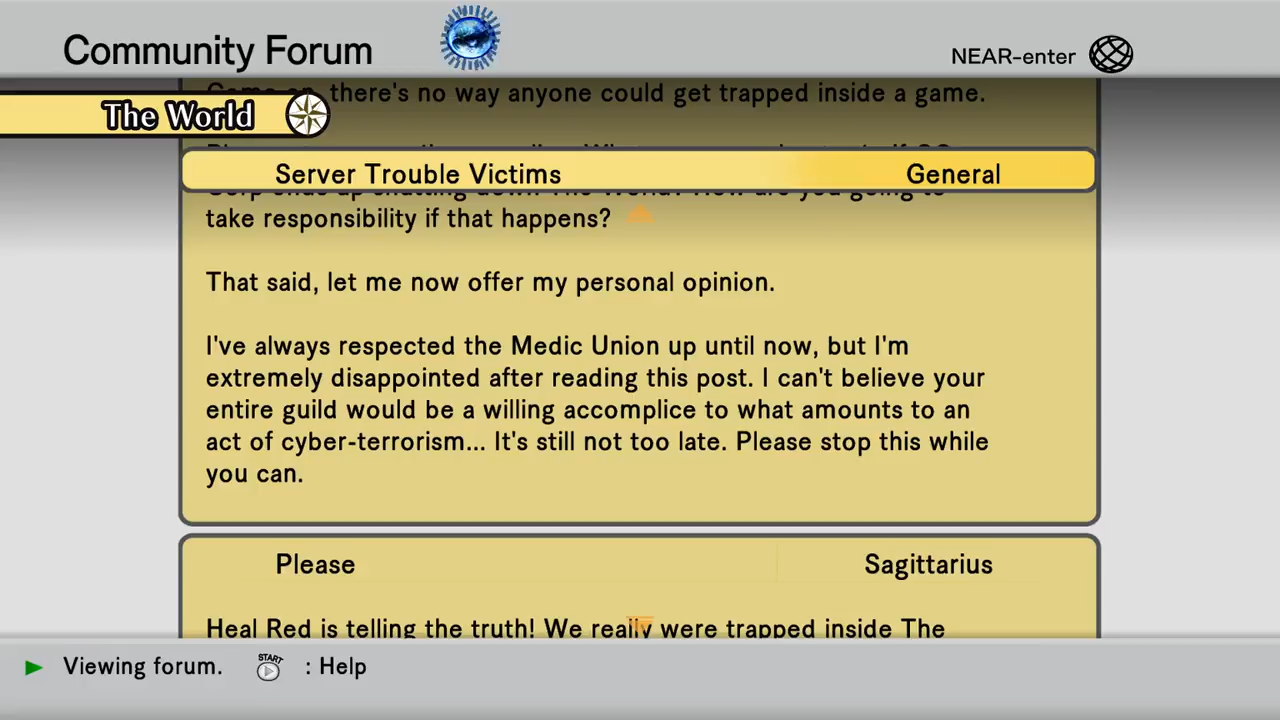 Community Forum
NEAR-enter
there's no way anyone could get trapped inside a game.
The World
Server Trouble Victims
General
take responsibility if that happens?
That said, let me now offer my personal opinion.
I've always respected the Medic Union up until now, but I'm
extremely disappointed after reading this post. I can't believe your
entire guild would be a willing accomplice to what amounts to an
act of cyber-terrorism... It's still not too late. Please stop this while
you can.
Please
Sagittarius
Heal Red is telling the truth! We really were trapped inside The
Viewing forum.
START
: Help